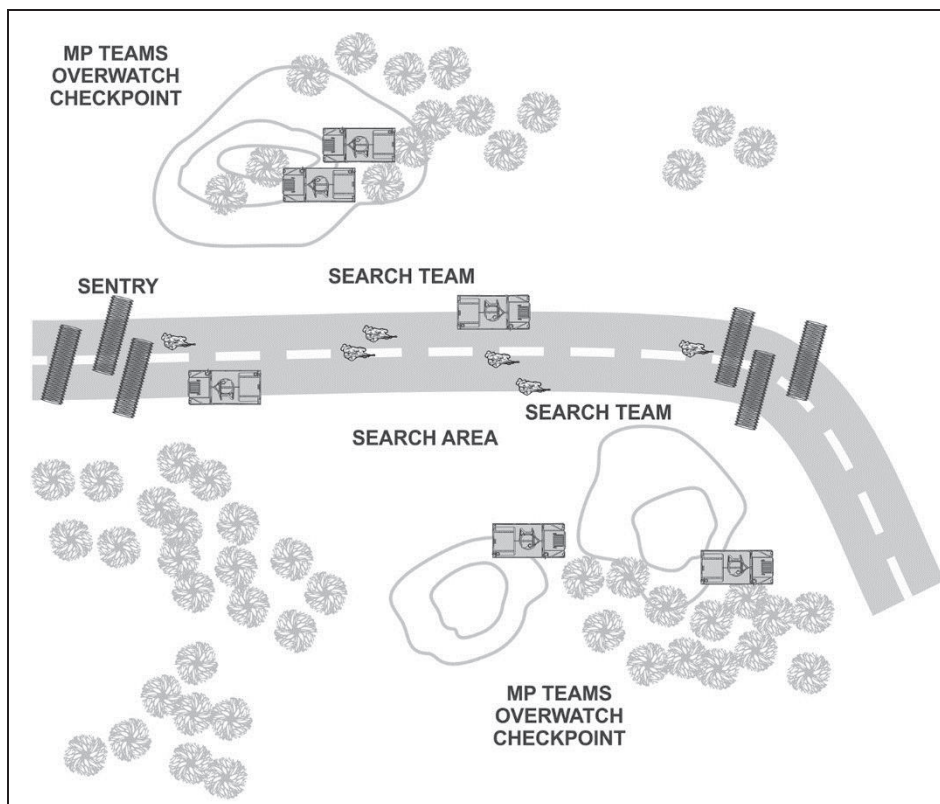 MP TEAMS
OVERWATCH
CHECKPOINT
SENTRY
SEARCH TEAM
SEARCH TEAM
SEARCH AREA
MP TEAMS
OVERWATCH
CHECKPOINT